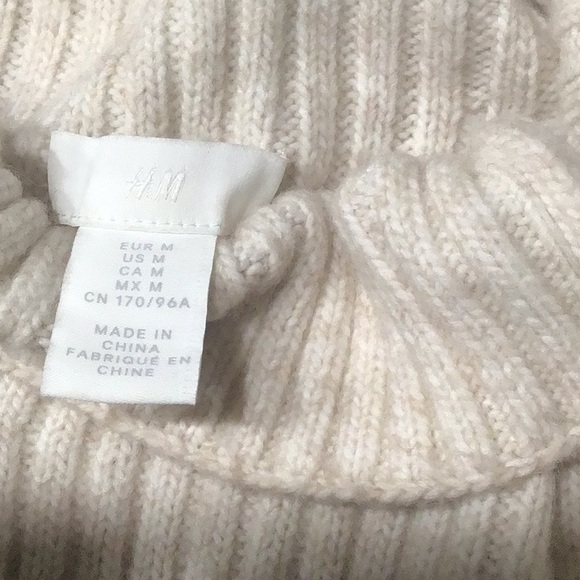 H&M
EUR M
US M
CA M
MX M
CN 170/96A
MADE IN
CHINA
FABRIQUÉ EN
CHINE